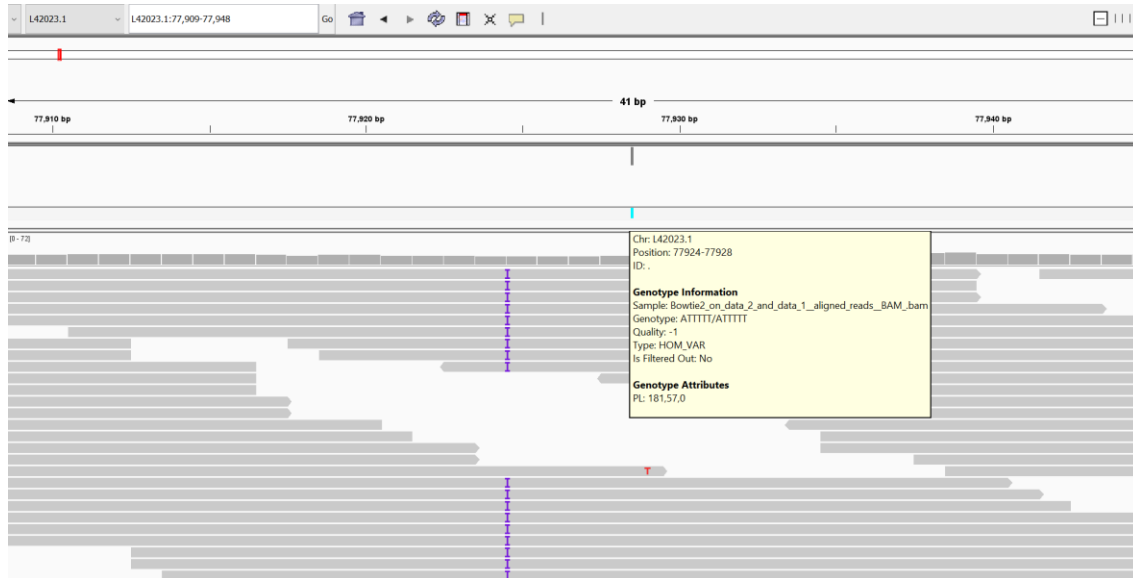 L42023.1
L42023.1:77,909-77,948
Go
41 bp
77,910 bp
77,920 bp
77,930 bp
77,940 bp
[0 - 72]
Chr: L42023.1
Position: 77924-77928
ID: .
Genotype Information
Sample: Bowtie2_on_data_2_and_data_1__aligned_reads__BAM_.bam
Genotype: ATTTTT/ATTTTT
Quality: -1
Type: HOM_VAR
Is Filtered Out: No
Genotype Attributes
PL: 181,57,0
T